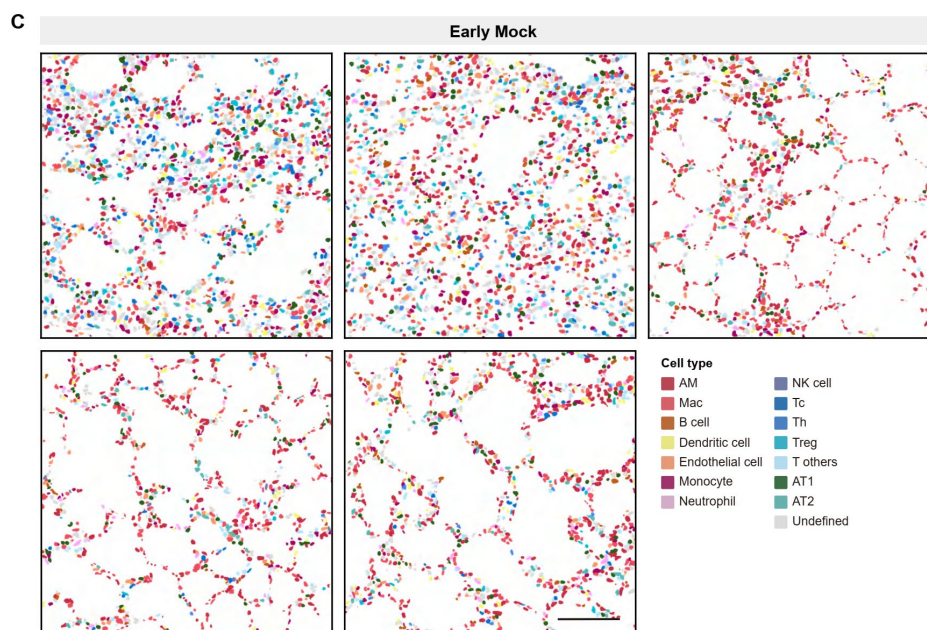 C
Early Mock
Cell type
AM
Mac
B cell
Dendritic cell
Endothelial cell
Monocyte
Neutrophil
NK cell
Tc
Th
Treg
T others
AT1
AT2
Undefined